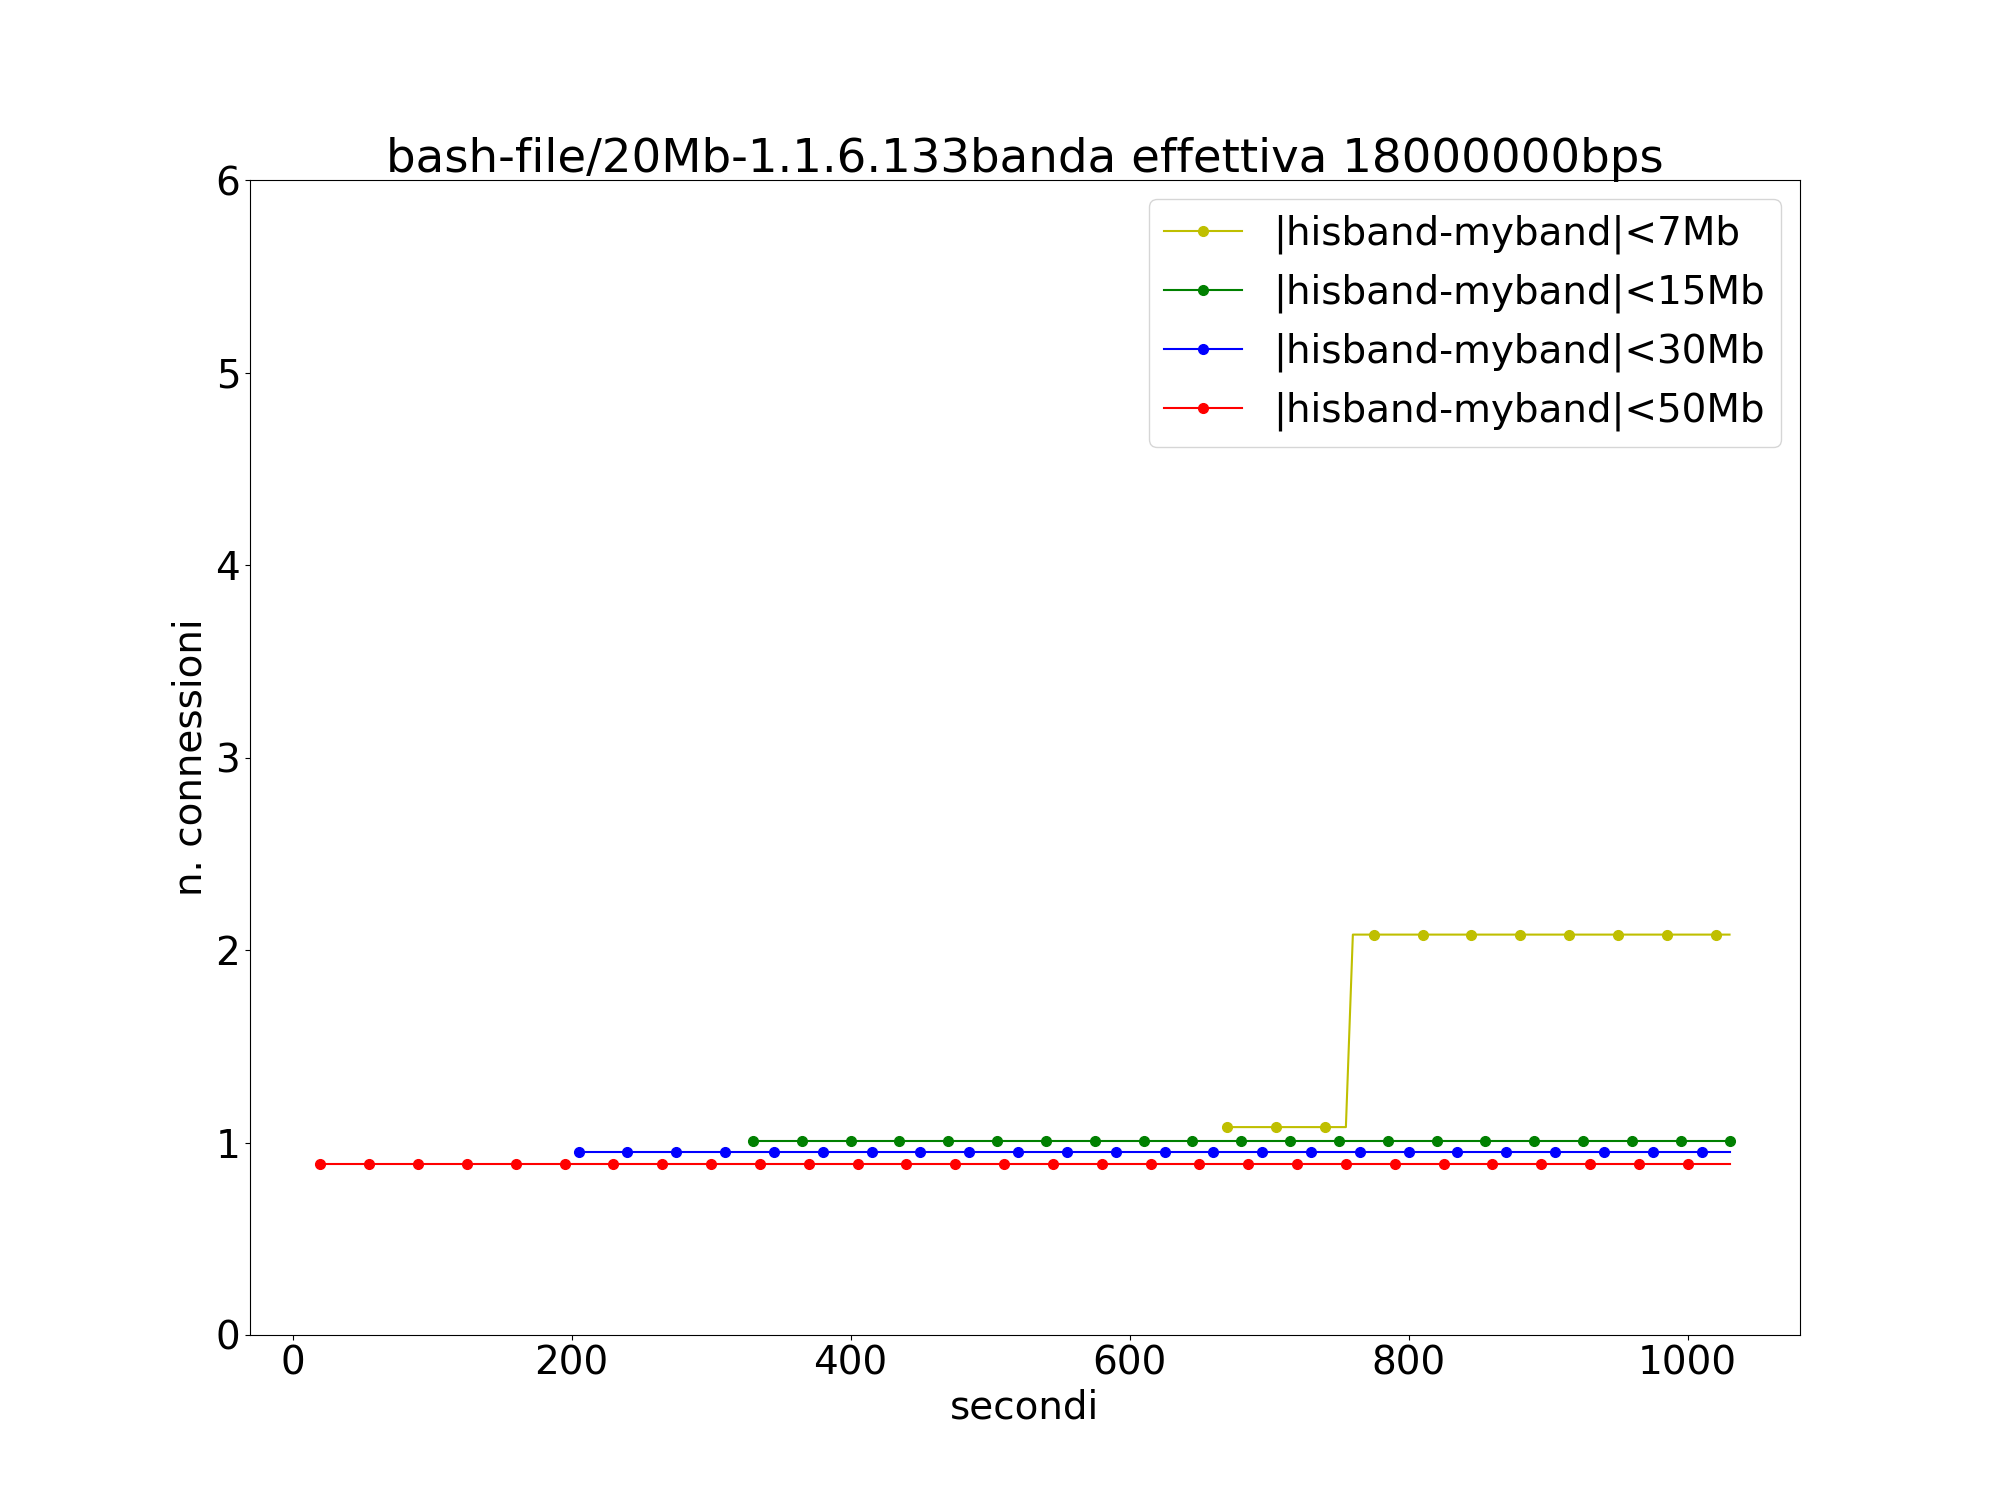 bash-file/20Mb-1.1.6.133banda effettiva 18000000bps
|hisband-myband|<7Mb
|hisband-myband|<15Mb
|hisband-myband|<30Mb
|hisband-myband|<50Mb
n. connessioni
6
5
4
3
2
1
0
0 200 400 600 800 1000
secondi